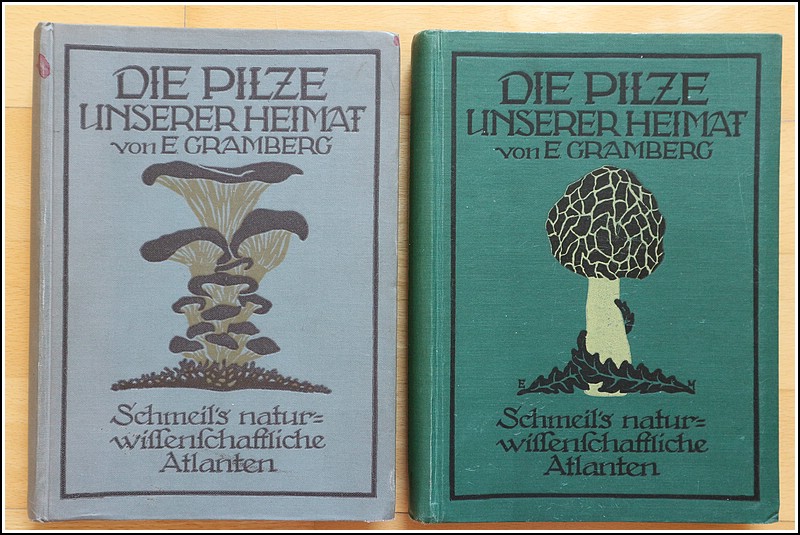 DIE PILZE
UNSERER HEIMAT
von E GRAMBERG
Schmeil's natur=
wiſſenſchaftliche
Atlanten
DIE PILZE
UNSERER HEIMAT
von E GRAMBERG
E H
Schmeil's natur=
wiſſenſchaftliche
Atlanten